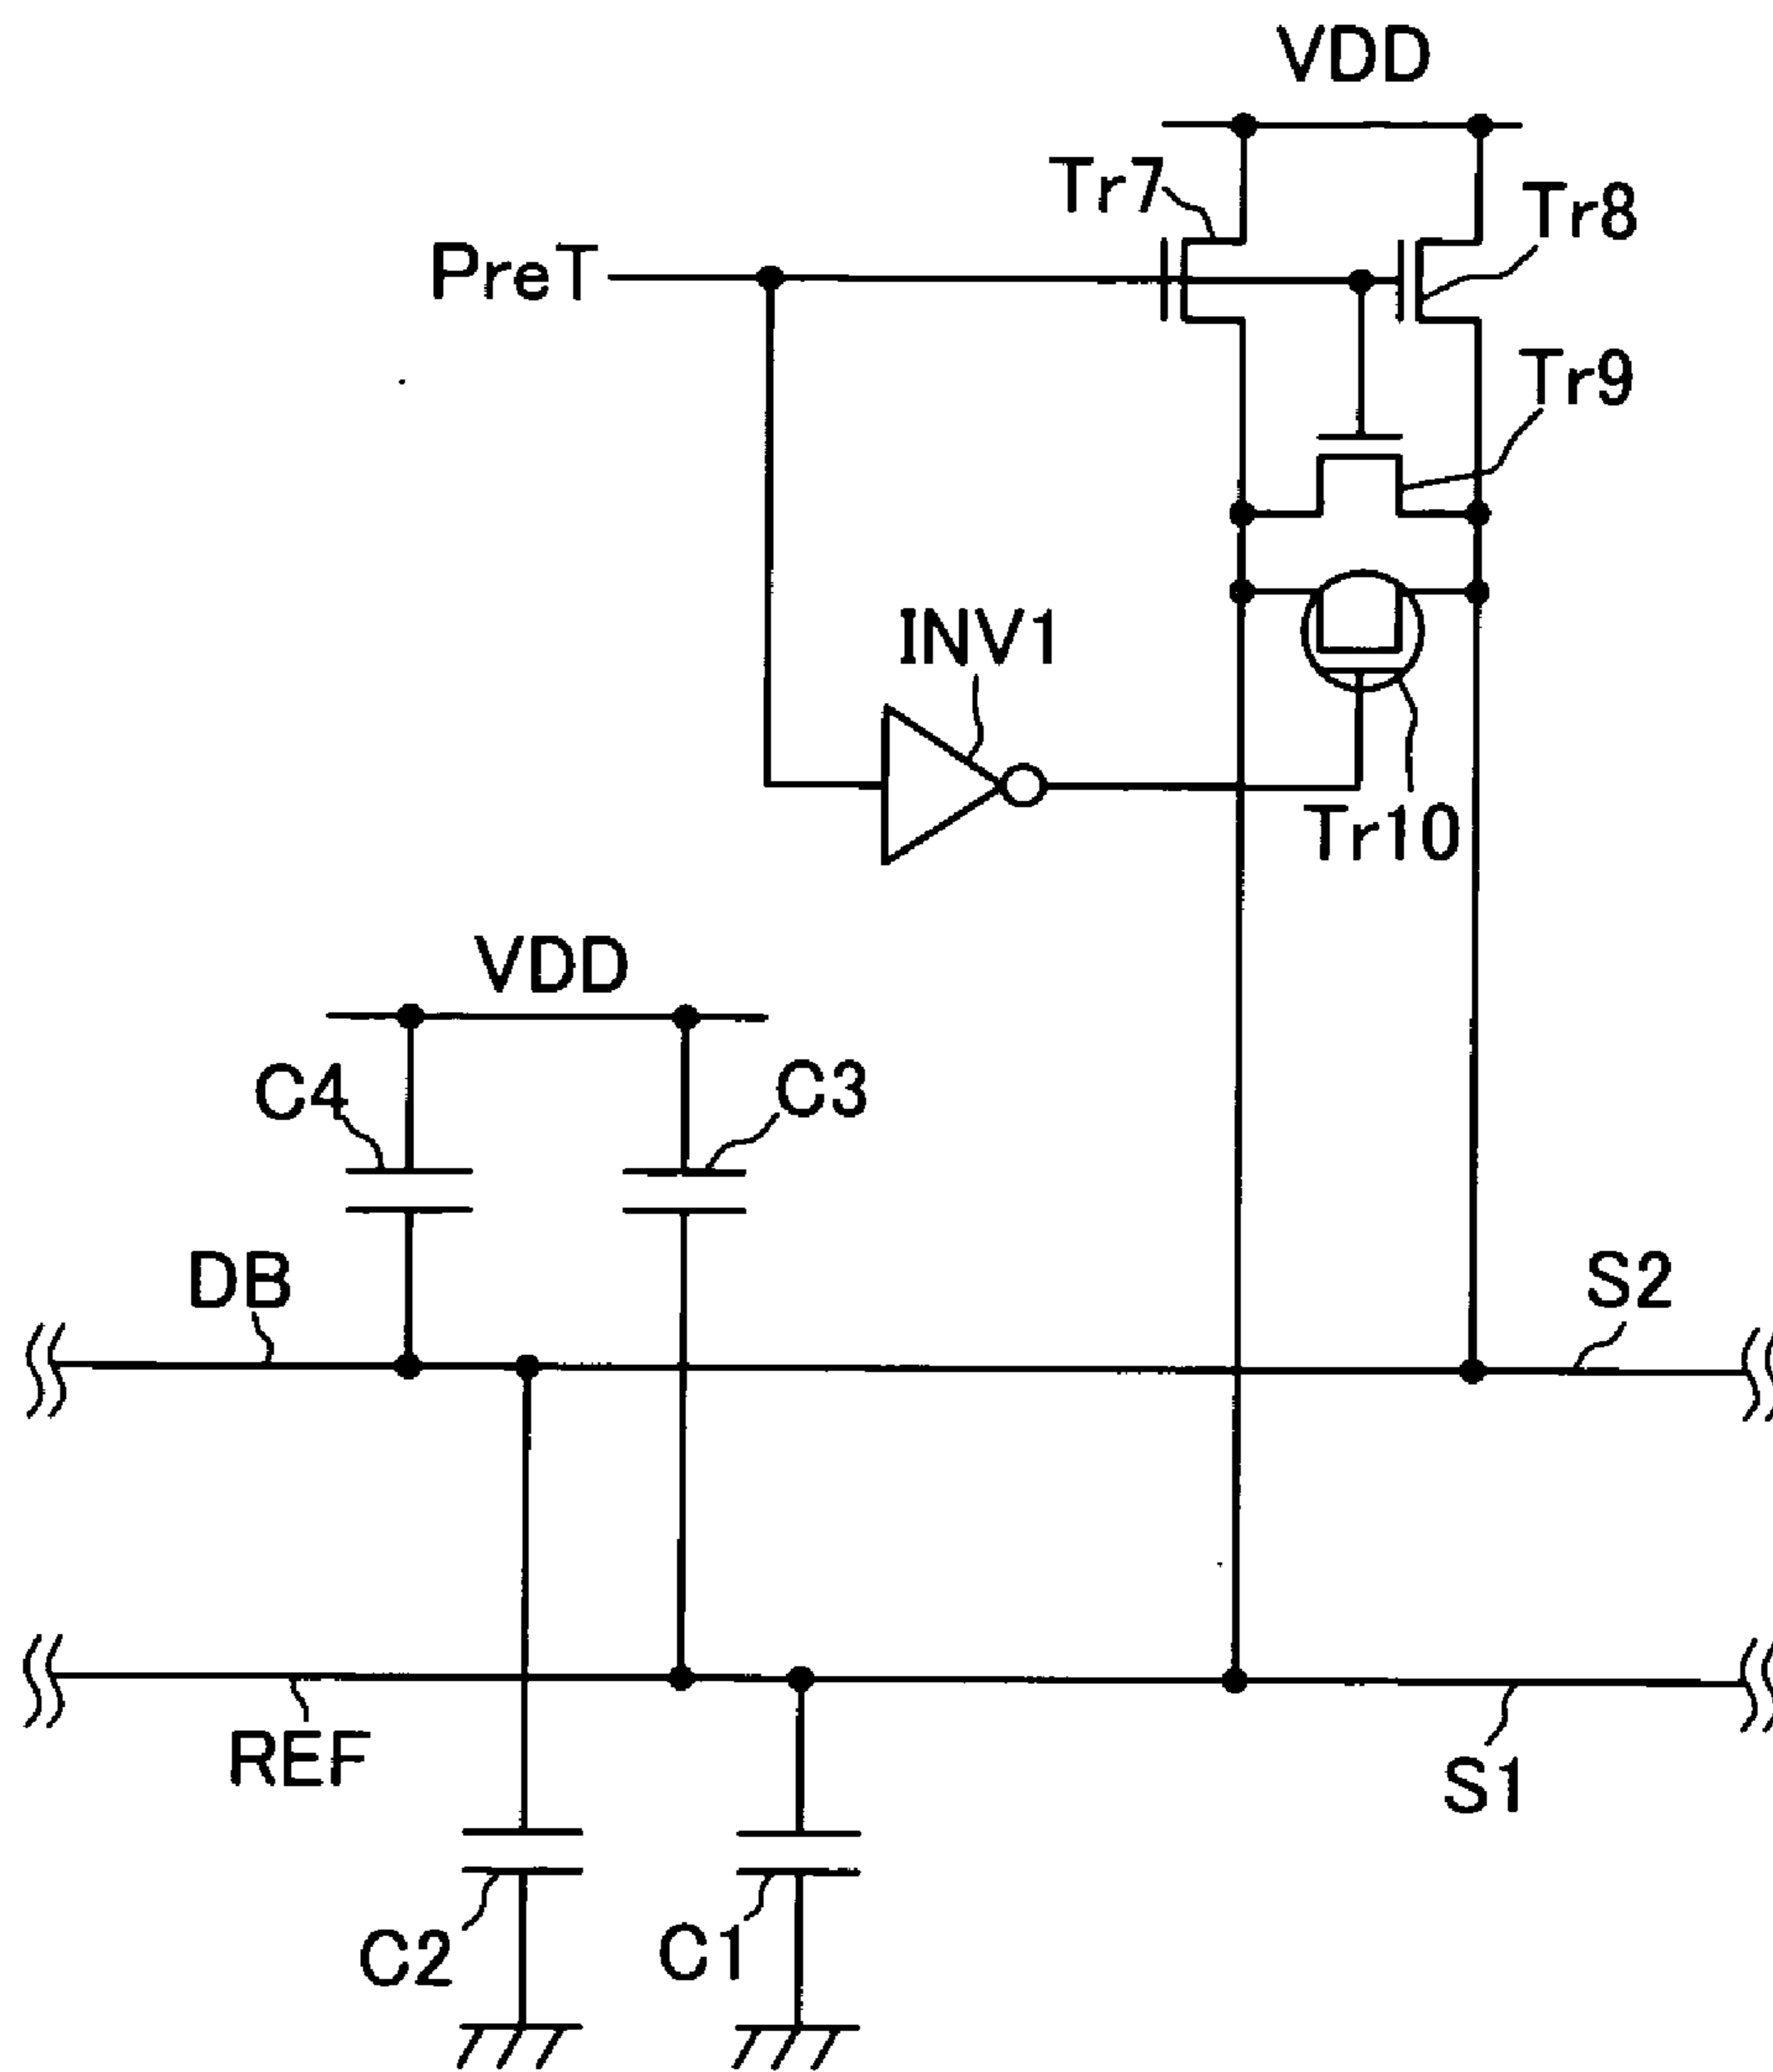 VDD
Tr7
Tr8
PreT
Tr9
INV1
Tr10
VDD
C4
C3
DB
S2
REF
S1
C2
C1